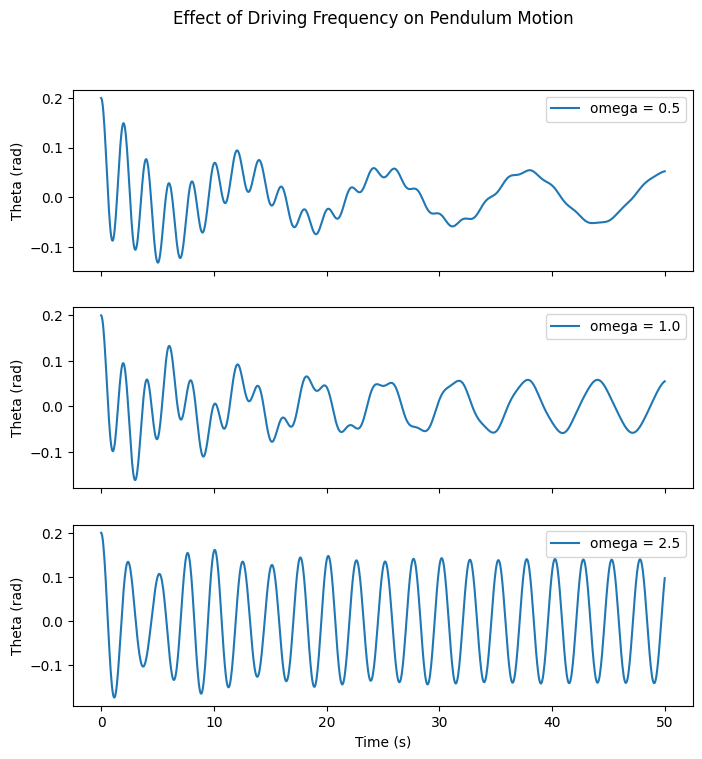 Effect of Driving Frequency on Pendulum Motion
omega = 0.5
Theta (rad)
0.2
0.1
0.0
−0.1
omega = 1.0
Theta (rad)
0.2
0.1
0.0
−0.1
omega = 2.5
Theta (rad)
0.2
0.1
0.0
−0.1
0 10 20 30 40 50
Time (s)